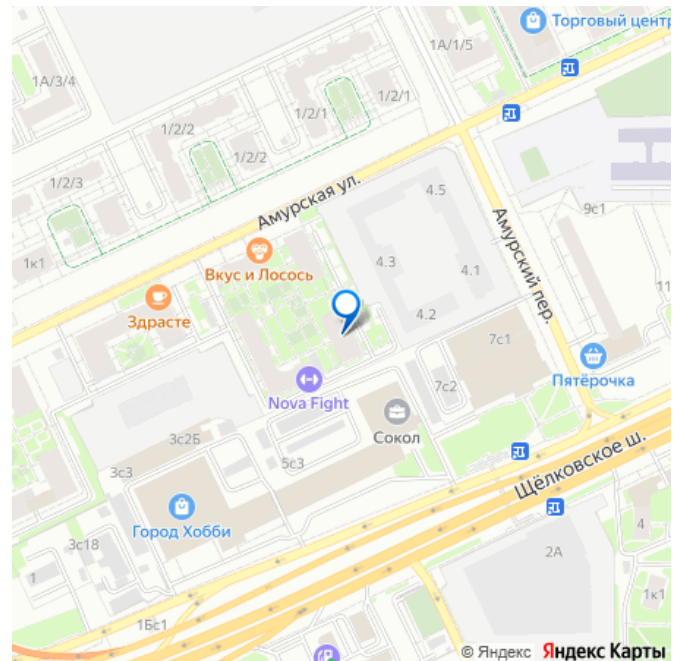 Торговый центр
1А/1/5
1А/3/4
1/2/1
1/2/1
1/2/2
1/2/2
1/2/3
Амурская ул.
4.5
9с1
Амурский пер.
1к1
Вкус и Лосось
4.3
4.1
11
Здрасте
4.2
7с1
Пятёрочка
7с2
Nova Fight
Сокол
3с2Б
5с3
3с3
Щёлковское ш.
Город Хобби
3с18
4
2А
1
1к1
1Бс1
© Яндекс Яндекс Карты